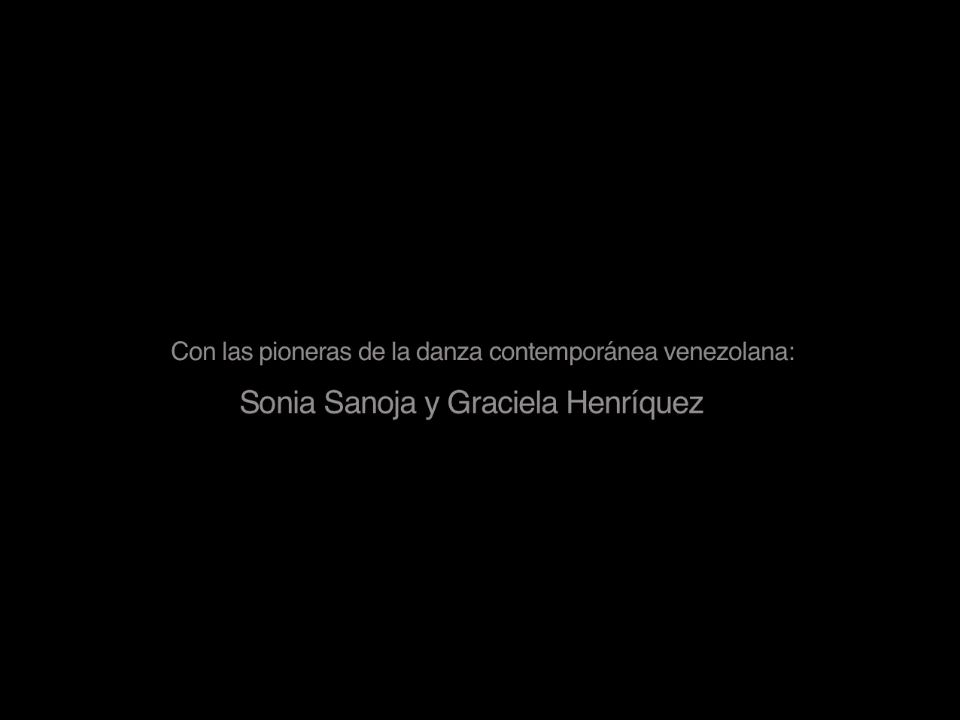 Con las pioneras de la danza contemporánea venezolana:
Sonia Sanoja y Graciela Henríquez